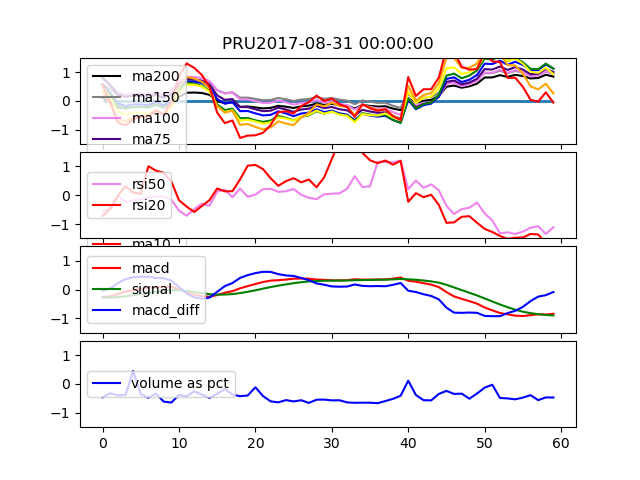 PRU2017-08-31 00:00:00
1
0
−1
ma200
ma150
ma100
ma75
1
0
−1
rsi50
rsi20
ma10
1
0
−1
macd
signal
macd_diff
1
0
−1
volume as pct
0 10 20 30 40 50 60